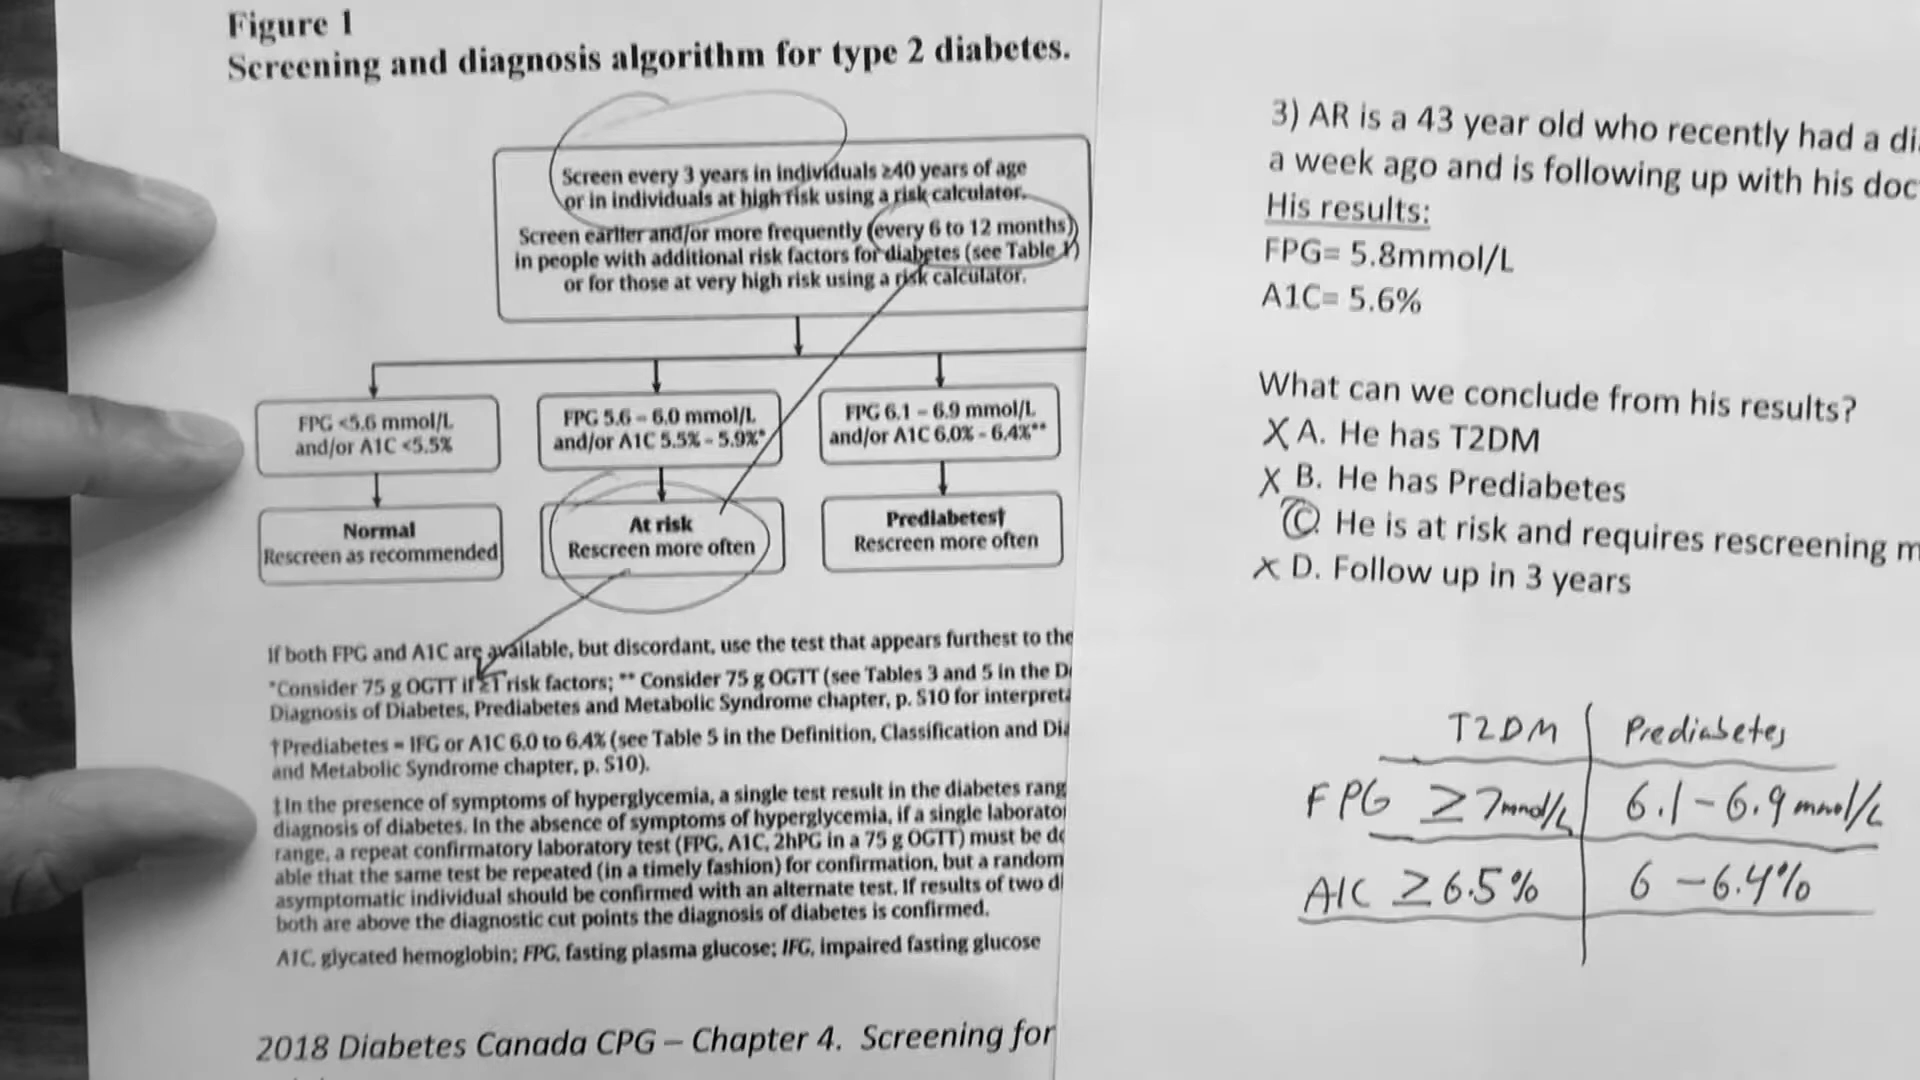 Figure 1
Screening and diagnosis algorithm for type 2 diabetes.
Screen every 3 years in individuals ≥40 years of age
or in individuals at high risk using a risk calculator.
Screen earlier and/or more frequently (every 6 to 12 months)
in people with additional risk factors for diabetes (see Table 1)
or for those at very high risk using a risk calculator.
FPG <5.6 mmol/L
and/or A1C <5.5%
FPG 5.6 – 6.0 mmol/L
and/or A1C 5.5% – 5.9%*
FPG 6.1 – 6.9 mmol/L
and/or A1C 6.0% – 6.4%**
Normal
Rescreen as recommended
At risk
Rescreen more often
Prediabetes†
Rescreen more often
If both FPG and A1C are available, but discordant, use the test that appears furthest to the
*Consider 75 g OGTT if ≥1 risk factors; ** Consider 75 g OGTT (see Tables 3 and 5 in the
Diagnosis of Diabetes, Prediabetes and Metabolic Syndrome chapter, p. S10 for
†Prediabetes = IFG or A1C 6.0 to 6.4% (see Table 5 in the Definition, Classification and
and Metabolic Syndrome chapter, p. S10).
‡In the presence of symptoms of hyperglycemia, a single test result in the diabetes
diagnosis of diabetes. In the absence of symptoms of hyperglycemia, if a single
range, a repeat confirmatory laboratory test (FPG, A1C, 2hPG in a 75 g OGTT) must be
able that the same test be repeated (in a timely fashion) for confirmation, but a random
asymptomatic individual should be confirmed with an alternate test. If results of two
both are above the diagnostic cut points the diagnosis of diabetes is confirmed.
A1C, glycated hemoglobin; FPG, fasting plasma glucose; IFG, impaired fasting glucose
2018 Diabetes Canada CPG – Chapter 4. Screening for
3) AR is a 43 year old who recently had a
a week ago and is following up with his
His results:
FPG= 5.8mmol/L
A1C= 5.6%
What can we conclude from his results?
X A. He has T2DM
X B. He has Prediabetes
C. He is at risk and requires rescreening
X D. Follow up in 3 years
T2DM Prediabetes
FPG ≥7mmol/L 6.1 – 6.9 mmol/L
A1C ≥6.5% 6 – 6.4%